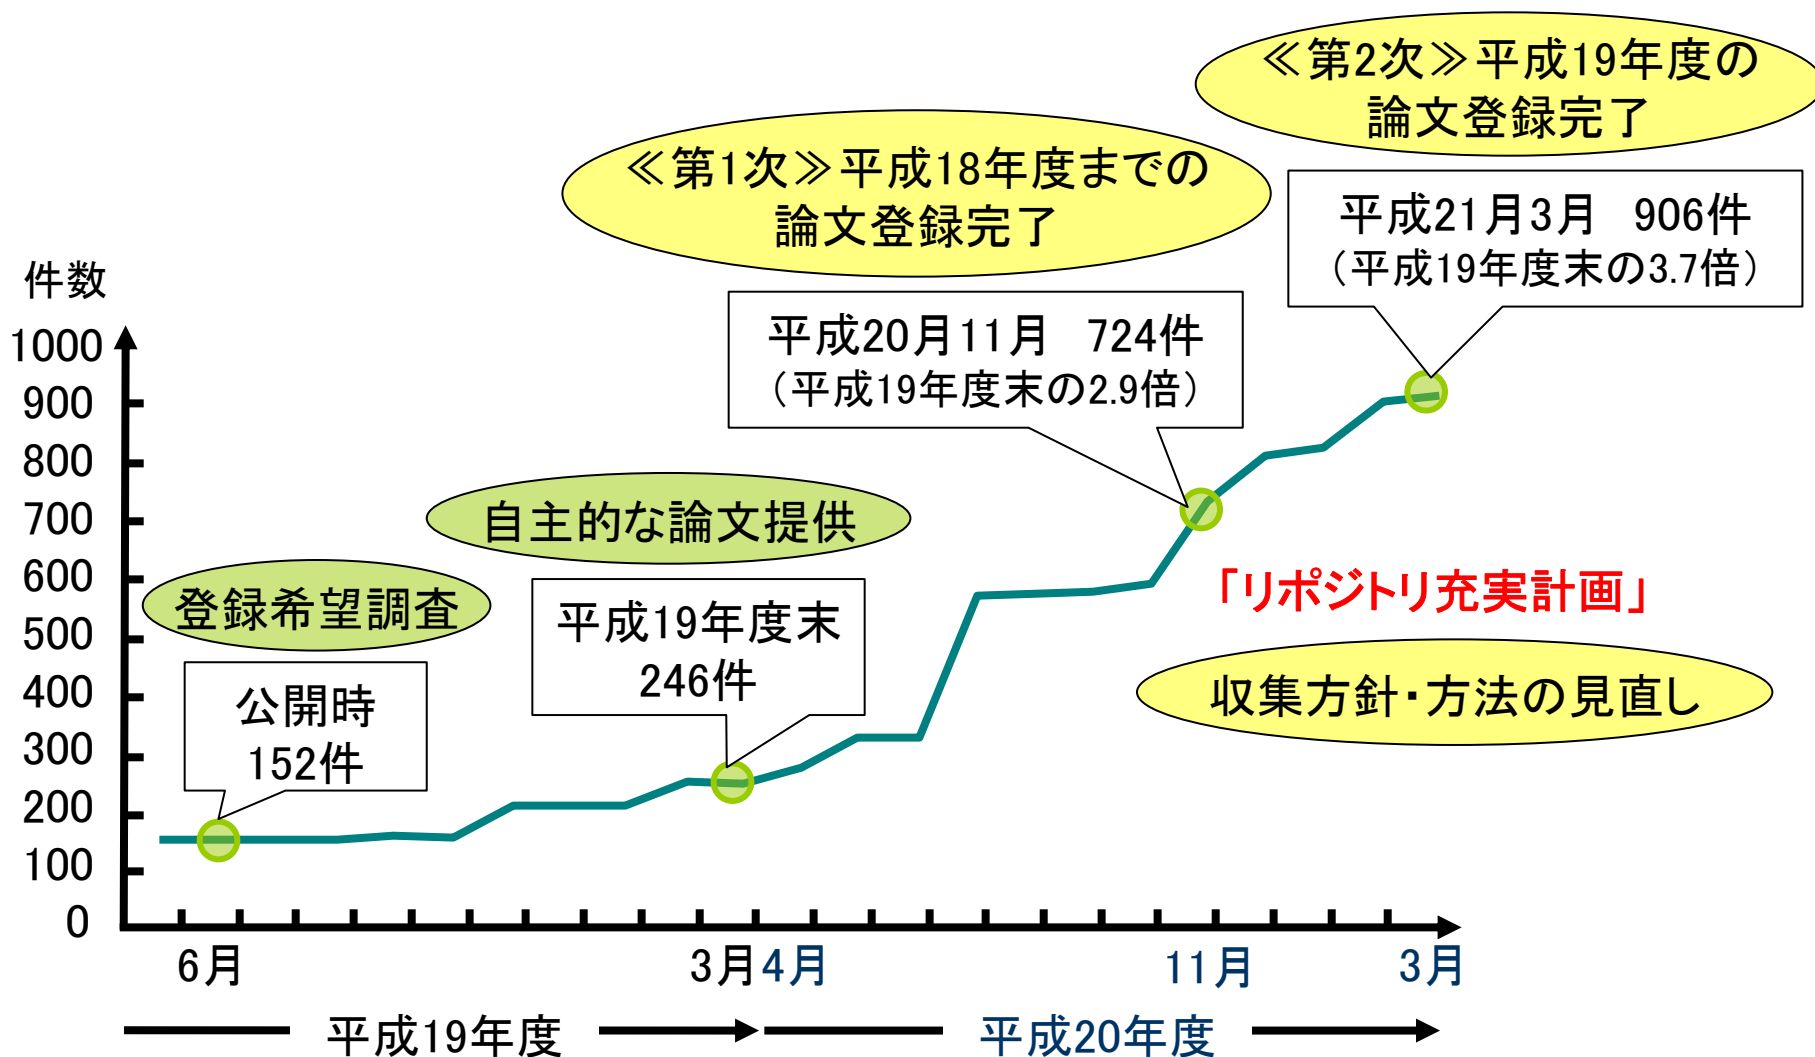 ≪第2次≫平成19年度の
論文登録完了
≪第1次≫平成18年度までの
論文登録完了
平成21月3月 906件
（平成19年度末の3.7倍）
平成20月11月 724件
（平成19年度末の2.9倍）
自主的な論文提供
登録希望調査
平成19年度末
246件
公開時
152件
「リポジトリ充実計画」
収集方針・方法の見直し
件数
1000
900
800
700
600
500
400
300
200
100
0
6月 3月 4月 11月 3月
平成19年度 平成20年度